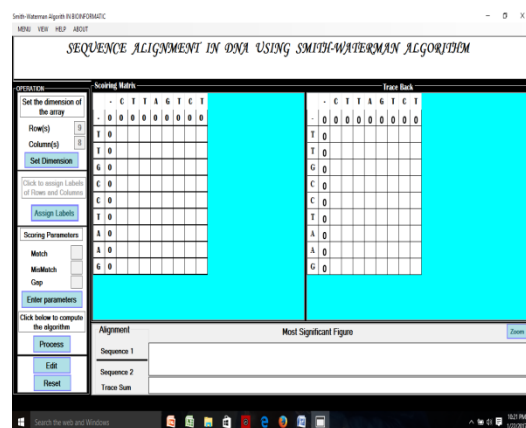 Smith-Waterman Algorith IN BIOINFORMATIC
MENU VIEW HELP ABOUT
SEQUENCE ALIGNMENT IN DNA USING SMITH-WATERMAN ALGORITHM
OPERATION
Set the dimension of
the array
Row(s) 9
Column(s) 8
Set Dimension
Click to assign Labels
of Rows and Columns
Assign Labels
Scoring Parameters
Match
MisMatch
Gap
Enter parameters
Click below to compute
the algorithm
Process
Edit
Reset
Scoring Matrix
- C T T A G T C T
- 0 0 0 0 0 0 0 0 0
T 0
T 0
G 0
C 0
C 0
T 0
A 0
A 0
G 0
Trace Back
- C T T A G T C T
- 0 0 0 0 0 0 0 0 0
T 0
T 0
G 0
C 0
C 0
T 0
A 0
A 0
G 0
Alignment
Most Significant Figure
Zoom
Sequence 1
Sequence 2
Trace Sum
Search the web and Windows
10:21 PM